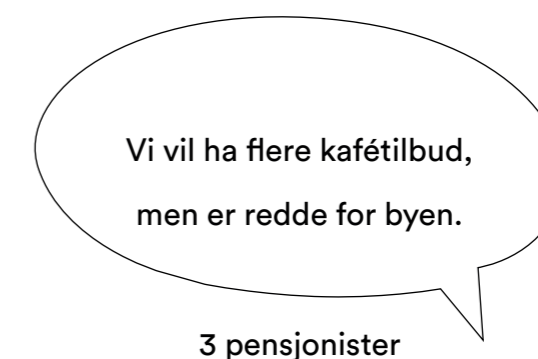 Vi vil ha flere kafétilbud,
men er redde for byen.
3 pensjonister